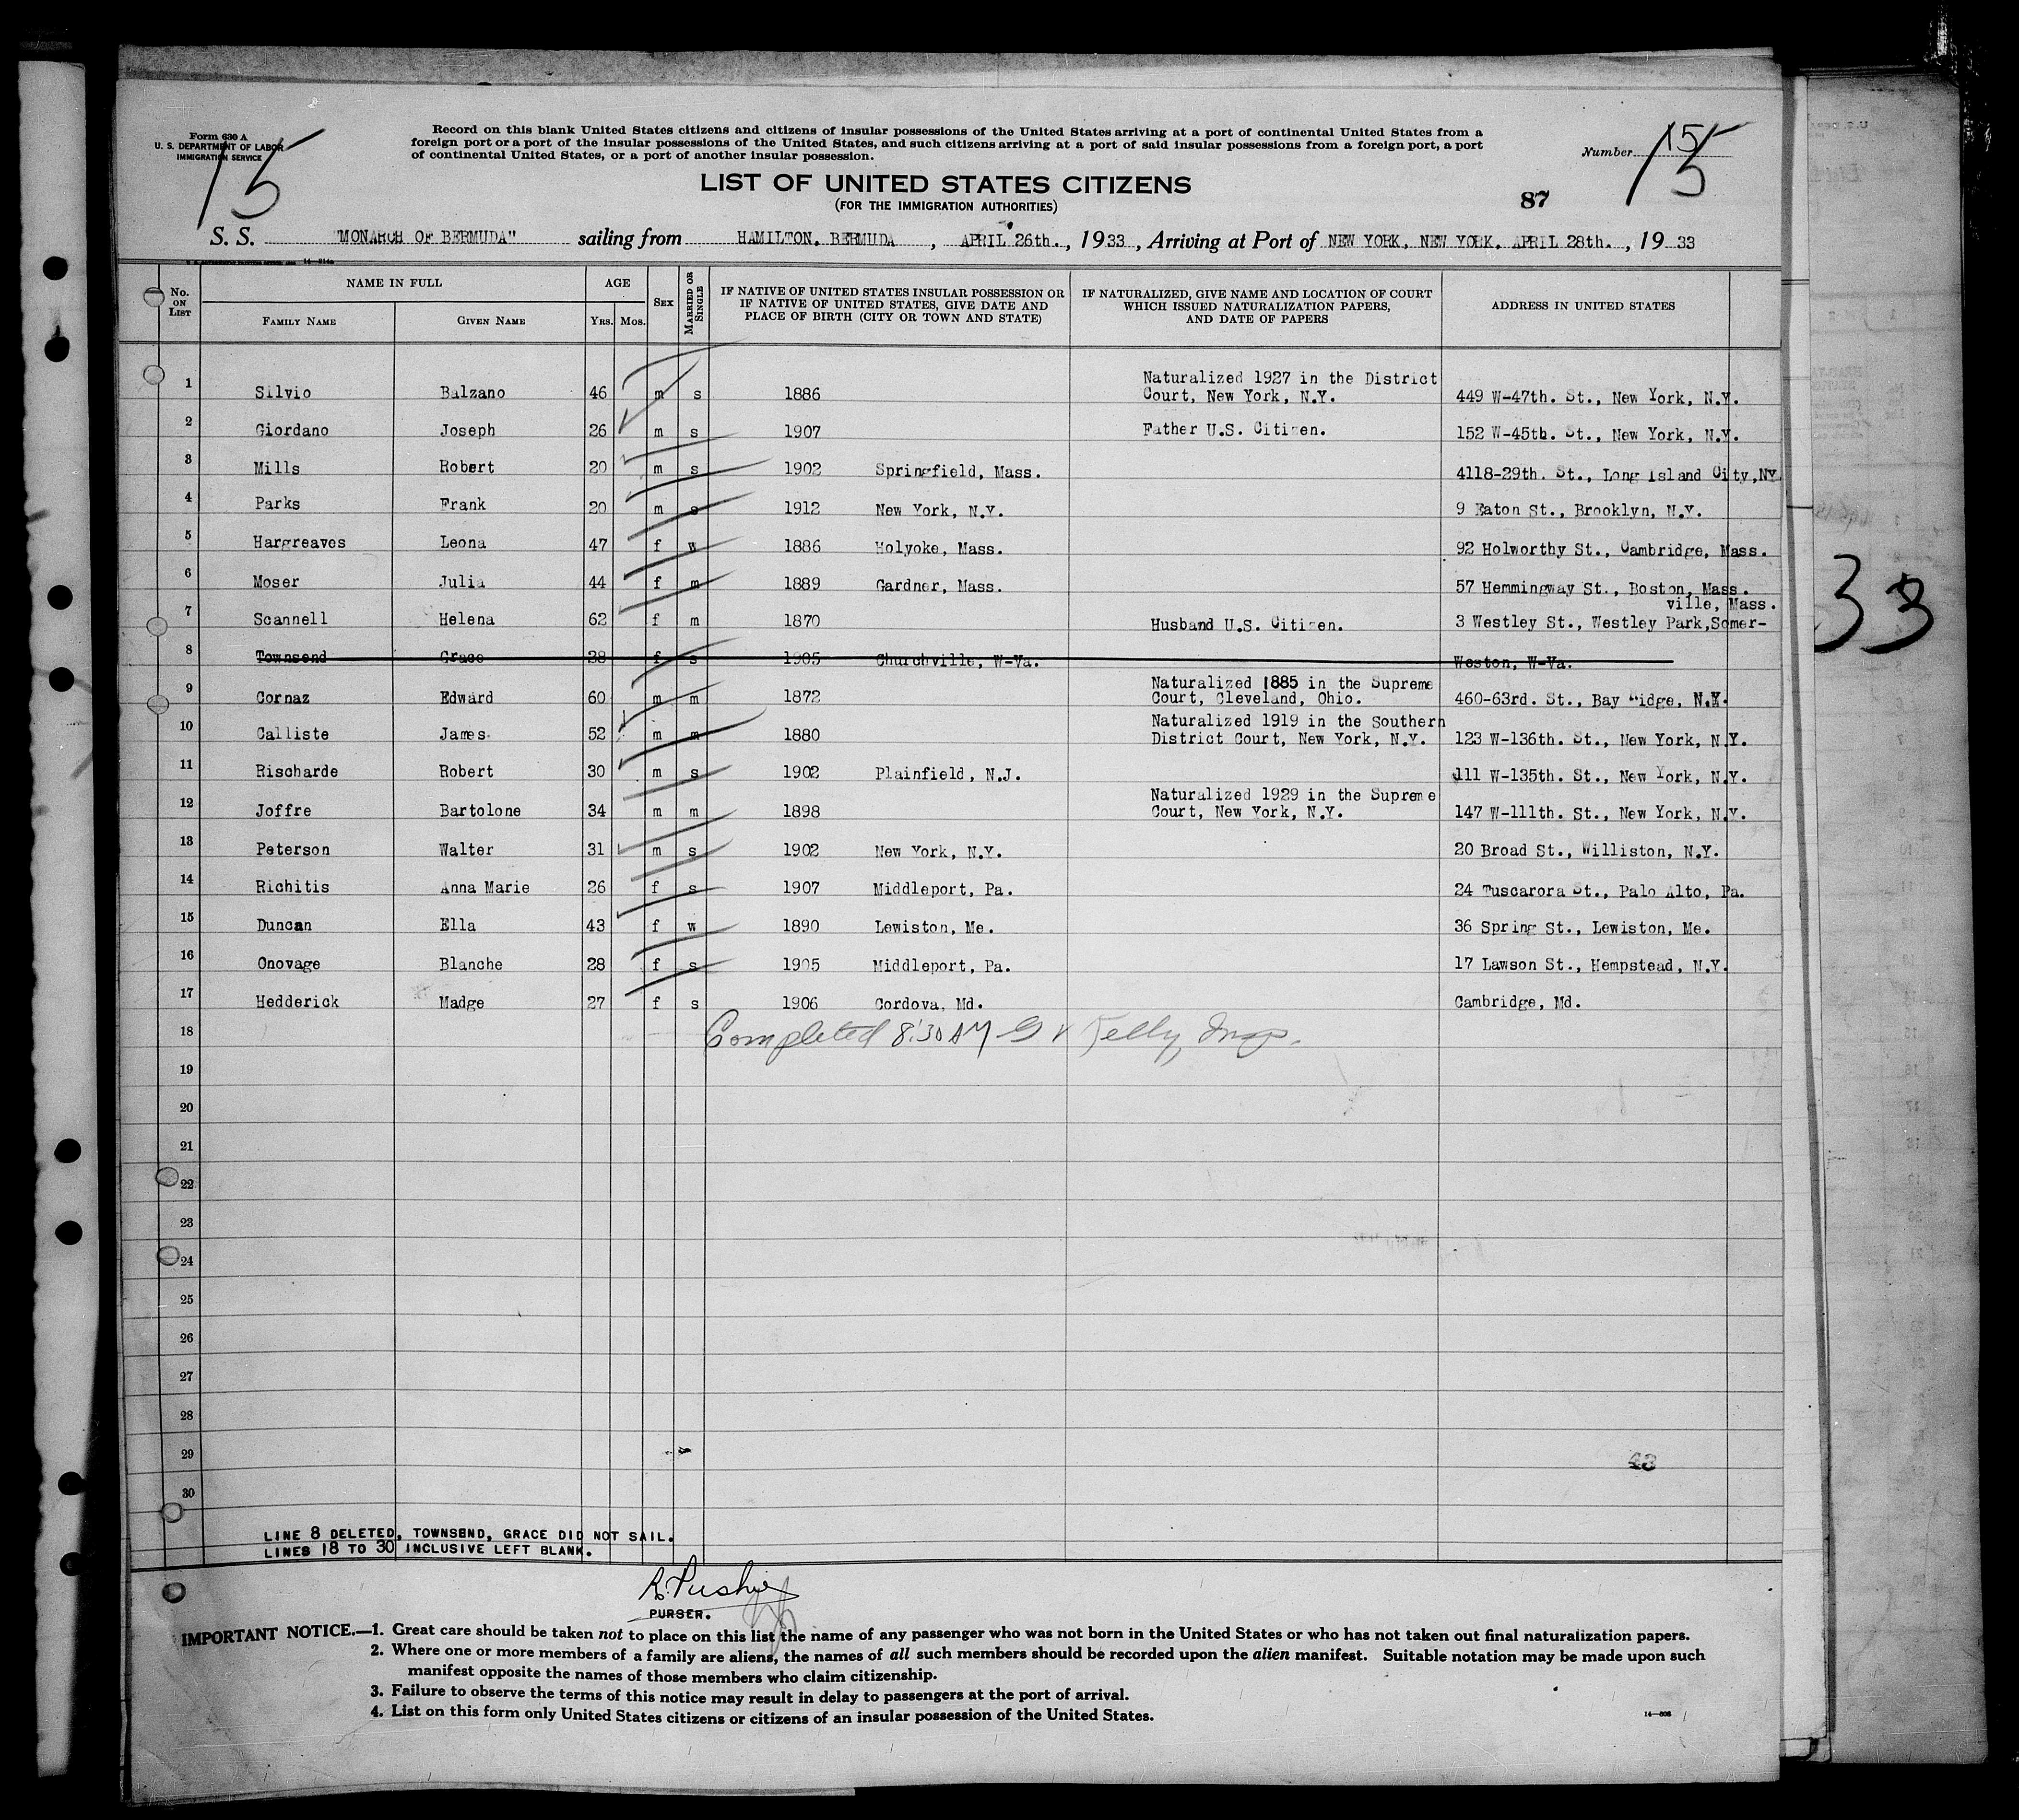 Form 630 A
U. S. DEPARTMENT OF LABOR
IMMIGRATION SERVICE
15
Record on this blank United States citizens and citizens of insular possessions of the United States arriving at a port of continental United States from a
foreign port or a port of the insular possessions of the United States, and such citizens arriving at a port of said insular possessions from a foreign port, a port
of continental United States, or a port of another insular possession.
Number 15
15
LIST OF UNITED STATES CITIZENS
(FOR THE IMMIGRATION AUTHORITIES)
87
S. S. "MONARCH OF BERMUDA" sailing from HAMILTON. BERMUDA , APRIL 26th. , 1933 , Arriving at Port of NEW YORK, NEW YORK. APRIL 28th. , 1933
No. ON LIST
NAME IN FULL
FAMILY NAME GIVEN NAME
AGE
YRS. MOS.
SEX
MARRIED OR SINGLE
IF NATIVE OF UNITED STATES INSULAR POSSESSION OR
IF NATIVE OF UNITED STATES, GIVE DATE AND
PLACE OF BIRTH (CITY OR TOWN AND STATE)
IF NATURALIZED, GIVE NAME AND LOCATION OF COURT
WHICH ISSUED NATURALIZATION PAPERS,
AND DATE OF PAPERS
ADDRESS IN UNITED STATES
Naturalized 1927 in the District
1 Silvio Balzano 46 m s 1886 Court, New York, N.Y. 449 W-47th. St., New York, N.Y.
2 Giordano Joseph 26 m s 1907 Father U.S. Citizen. 152 W-45th. St., New York, N.Y.
3 Mills Robert 20 m s 1902 Springfield, Mass. 4118-29th. St., Long Island City,NY
4 Parks Frank 20 m s 1912 New York, N.Y. 9 Eaton St., Brooklyn, N.Y.
5 Hargreaves Leona 47 f w 1886 Holyoke, Mass. 92 Holworthy St., Cambridge, Mass.
6 Moser Julia 44 f m 1889 Gardner, Mass. 57 Hemmingway St., Boston, Mass.
ville, Mass.
7 Scannell Helena 62 f m 1870 Husband U.S. Citizen. 3 Westley St., Westley Park,Somer-
8 Townsend Grace 28 f s 1905 Churchville, W-Va. Weston, W-Va.
Naturalized 1885 in the Supreme
9 Cornaz Edward 60 m m 1872 Court, Cleveland, Ohio. 460-63rd. St., Bay Ridge, N.Y.
Naturalized 1919 in the Southern
10 Calliste James 52 m m 1880 District Court, New York, N.Y. 123 W-136th. St., New York, N.Y.
11 Rischarde Robert 30 m s 1902 Plainfield, N.J. 111 W-135th. St., New York, N.Y.
Naturalized 1929 in the Supreme
12 Joffre Bartolone 34 m m 1898 Court, New York, N.Y. 147 W-111th. St., New York, N.Y.
13 Peterson Walter 31 m s 1902 New York, N.Y. 20 Broad St., Williston, N.Y.
14 Richitis Anna Marie 26 f s 1907 Middleport, Pa. 24 Tuscarora St., Palo Alto, Pa.
15 Duncan Ella 43 f w 1890 Lewiston, Me. 36 Spring St., Lewiston, Me.
16 Onovage Blanche 28 f s 1905 Middleport, Pa. 17 Lawson St., Hempstead, N.Y.
17 Hedderick Madge 27 f s 1906 Cordova, Md. Cambridge, Md.
18 Completed 8:30 AM G V Kelly, Insp.
19
20
21
22
23
24
25
26
27
28
29
30
33
LINE 8 DELETED, TOWNSEND, GRACE DID NOT SAIL.
LINES 18 TO 30 INCLUSIVE LEFT BLANK.
PURSER.
IMPORTANT NOTICE.—1. Great care should be taken not to place on this list the name of any passenger who was not born in the United States or who has not taken out final naturalization papers.
2. Where one or more members of a family are aliens, the names of all such members should be recorded upon the alien manifest. Suitable notation may be made upon such
manifest opposite the names of those members who claim citizenship.
3. Failure to observe the terms of this notice may result in delay to passengers at the port of arrival.
4. List on this form only United States citizens or citizens of an insular possession of the United States.